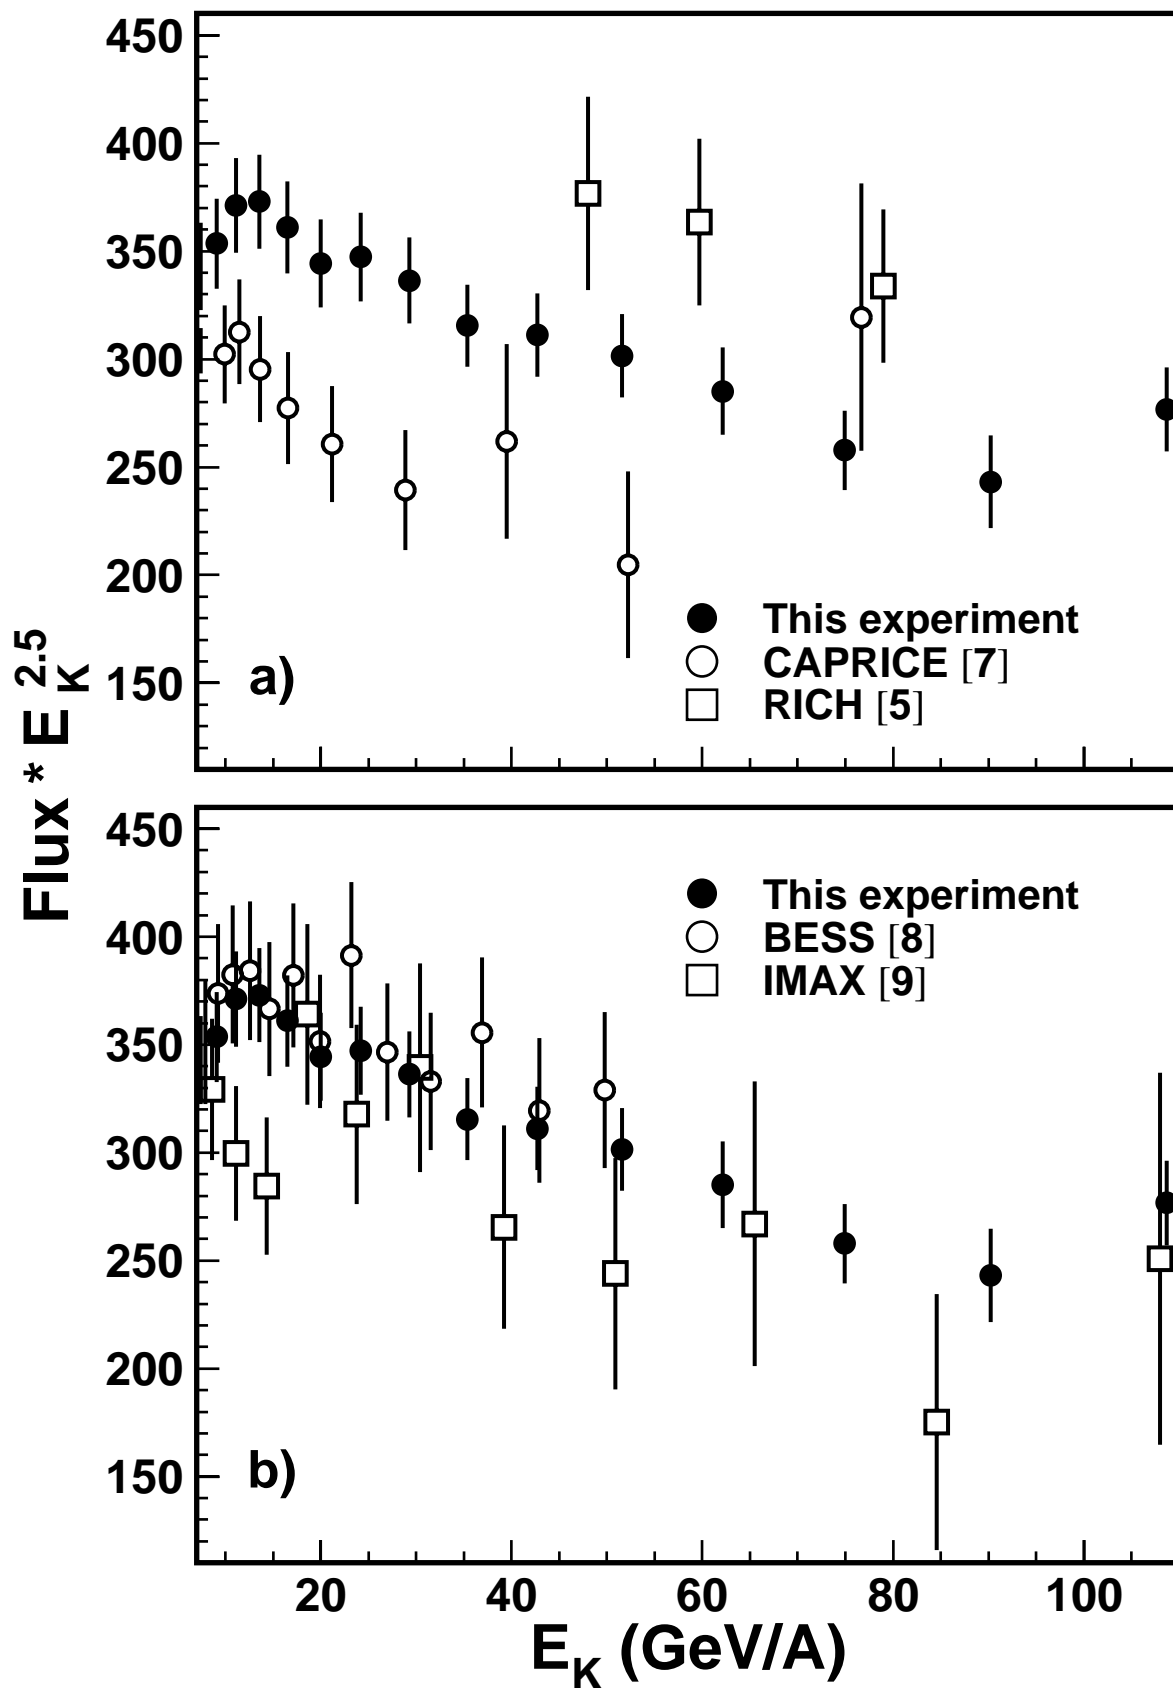 450
400
350
300
250
200
150
a)
This experiment
CAPRICE [7]
RICH [5]
Flux * E_K^2.5
450
400
350
300
250
200
150
b)
This experiment
BESS [8]
IMAX [9]
20 40 60 80 100
E_K (GeV/A)